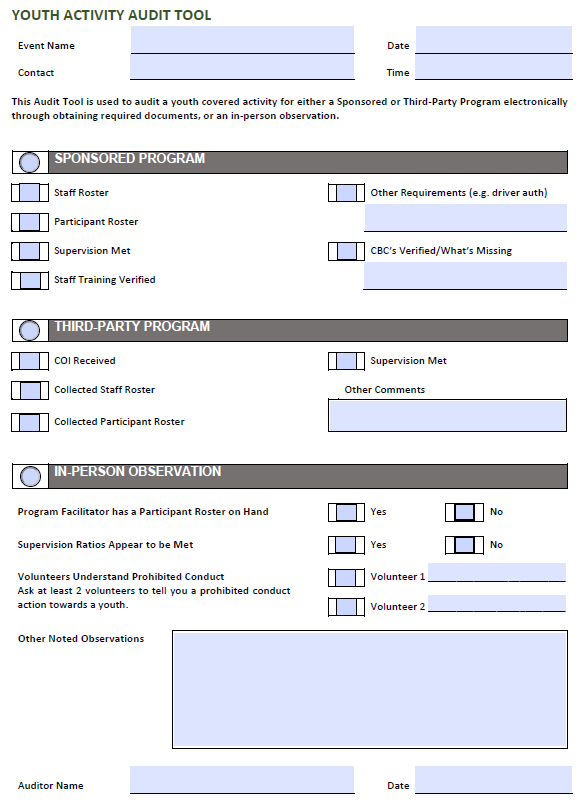 YOUTH ACTIVITY AUDIT TOOL
Event Name
Date
Contact
Time
This Audit Tool is used to audit a youth covered activity for either a Sponsored or Third-Party Program electronically
through obtaining required documents, or an in-person observation.
SPONSORED PROGRAM
Staff Roster
Other Requirements (e.g. driver auth)
Participant Roster
Supervision Met
CBC's Verified/What's Missing
Staff Training Verified
THIRD-PARTY PROGRAM
COI Received
Supervision Met
Collected Staff Roster
Other Comments
Collected Participant Roster
IN-PERSON OBSERVATION
Program Facilitator has a Participant Roster on Hand
Yes
No
Supervision Ratios Appear to be Met
Yes
No
Volunteers Understand Prohibited Conduct
Volunteer 1
Ask at least 2 volunteers to tell you a prohibited conduct
action towards a youth.
Volunteer 2
Other Noted Observations
Auditor Name
Date